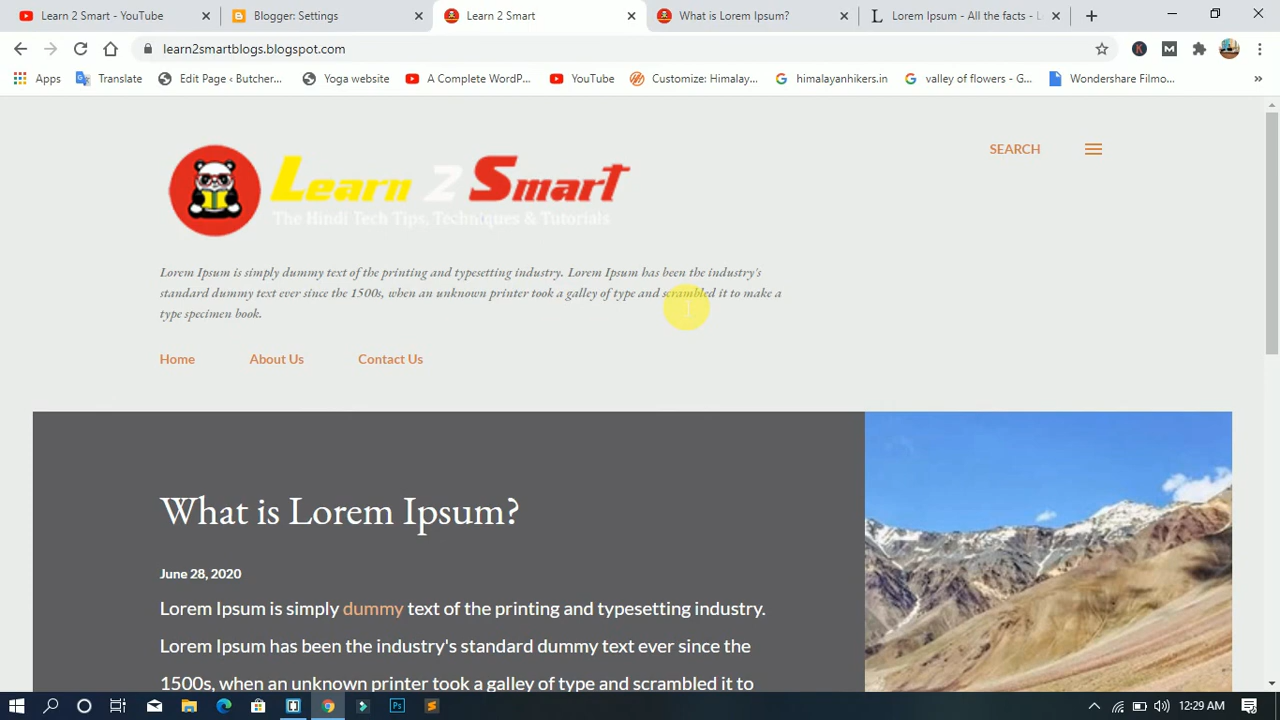 Learn 2 Smart - YouTube
Blogger: Settings
Learn 2 Smart
What is Lorem Ipsum?
Lorem Ipsum - All the facts - L
learn2smartblogs.blogspot.com
Apps
Translate
Edit Page ‹ Butcher...
Yoga website
A Complete WordP...
YouTube
Customize: Himalay...
himalayanhikers.in
valley of flowers - G...
Wondershare Filmo...
Learn 2 Smart
The Hindi Tech Tips, Techniques & Tutorials
SEARCH
Lorem Ipsum is simply dummy text of the printing and typesetting industry. Lorem Ipsum has been the industry's
standard dummy text ever since the 1500s, when an unknown printer took a galley of type and scrambled it to make a
type specimen book.
Home
About Us
Contact Us
What is Lorem Ipsum?
June 28, 2020
Lorem Ipsum is simply dummy text of the printing and typesetting industry.
Lorem Ipsum has been the industry's standard dummy text ever since the
1500s, when an unknown printer took a galley of type and scrambled it to
12:29 AM